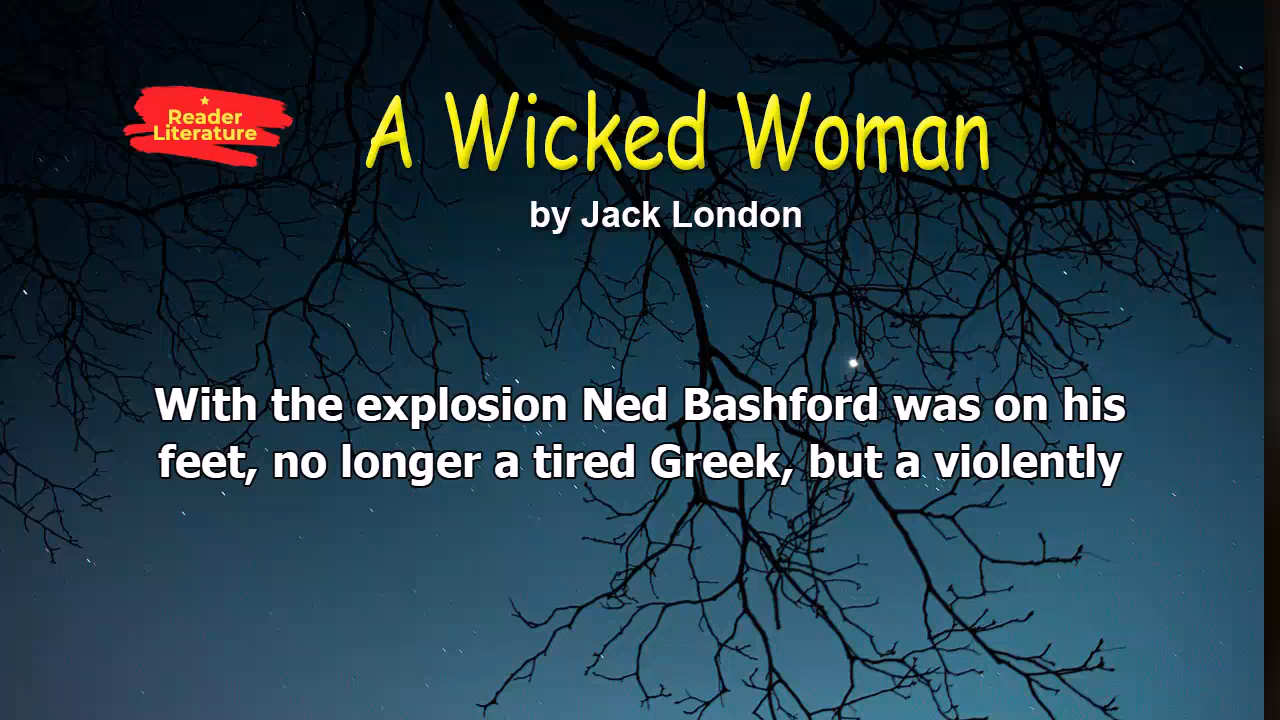 Reader
Literature
A Wicked Woman
by Jack London
With the explosion Ned Bashford was on his
feet, no longer a tired Greek, but a violently